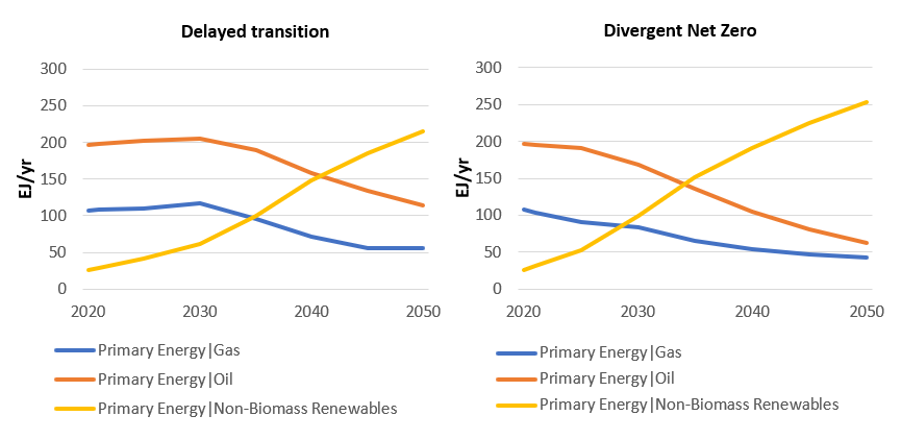 Delayed transition
EJ/yr
300
250
200
150
100
50
0
2020 2030 2040 2050
Primary Energy|Gas
Primary Energy|Oil
Primary Energy|Non-Biomass Renewables
Divergent Net Zero
EJ/yr
300
250
200
150
100
50
0
2020 2030 2040 2050
Primary Energy|Gas
Primary Energy|Oil
Primary Energy|Non-Biomass Renewables